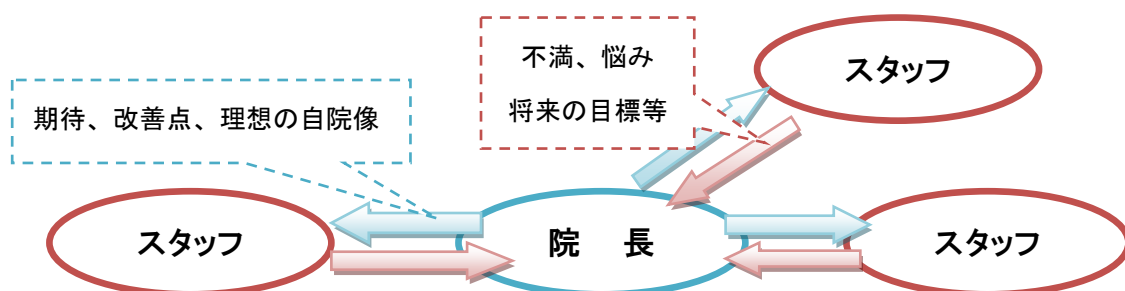 不満、悩み
将来の目標等
スタッフ
期待、改善点、理想の自院像
スタッフ
院　長
スタッフ